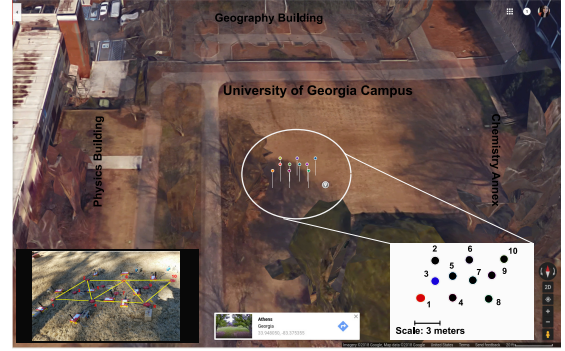 Geography Building
University of Georgia Campus
Physics Building
Chemistry Annex
2
6
10
3
5
7
9
1
4
8
Scale: 3 meters
Athens
Georgia
2D